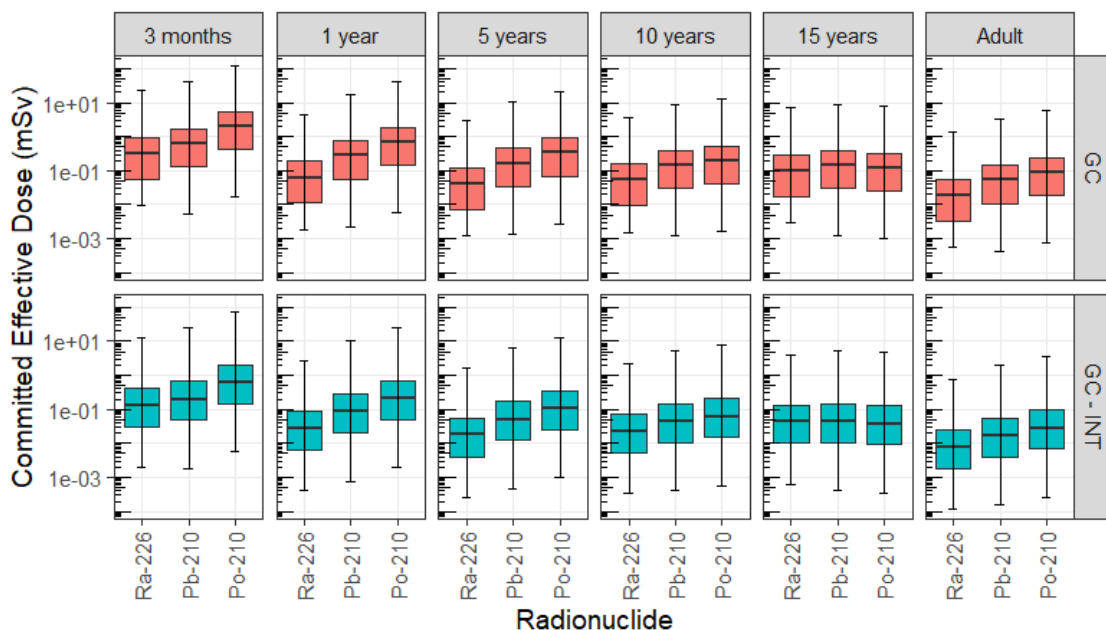 3 months
1 year
5 years
10 years
15 years
Adult
Committed Effective Dose (mSv)
1e+01
1e-01
1e-03
GC
1e+01
1e-01
1e-03
GC - INT
Ra-226
Pb-210
Po-210
Ra-226
Pb-210
Po-210
Ra-226
Pb-210
Po-210
Ra-226
Pb-210
Po-210
Ra-226
Pb-210
Po-210
Ra-226
Pb-210
Po-210
Radionuclide